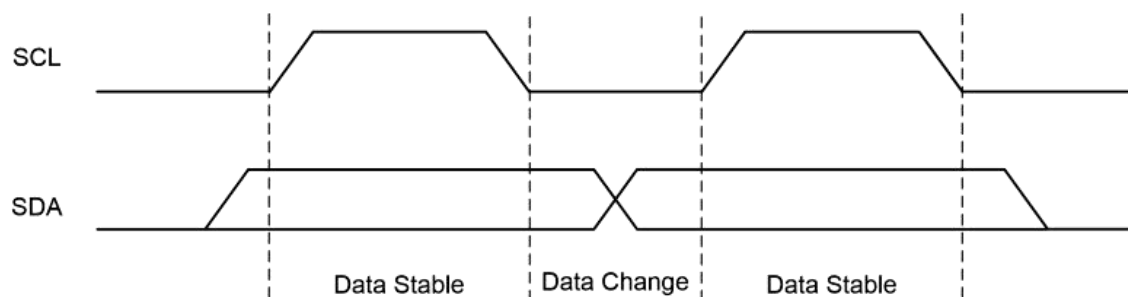 SCL
SDA
Data Stable
Data Change
Data Stable